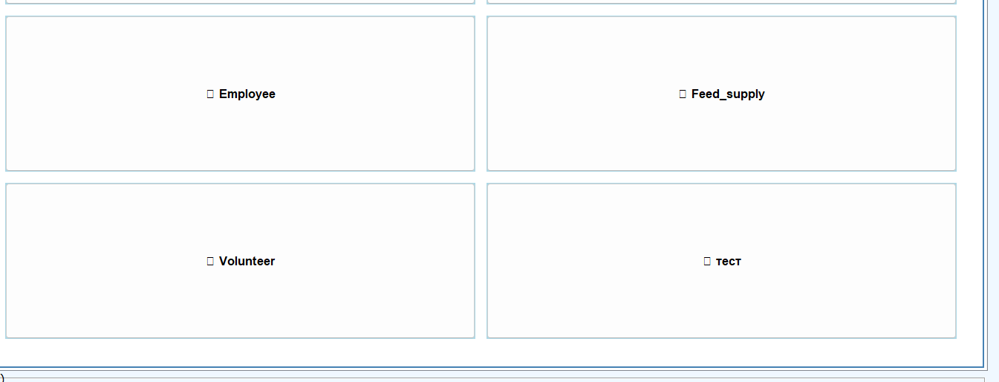 Employee
Feed_supply
Volunteer
тест
)